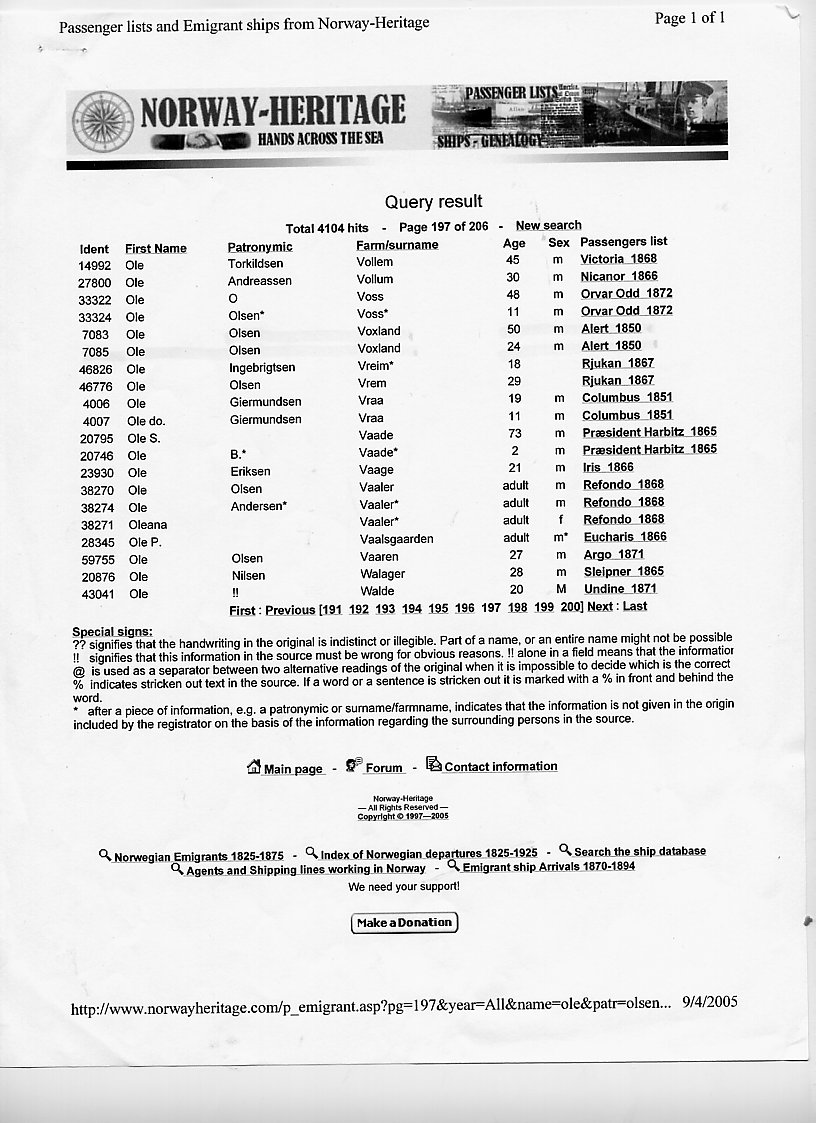 Passenger lists and Emigrant ships from Norway-Heritage Page 1 of 1
NORWAY-HERITAGE
HANDS ACROSS THE SEA
PASSENGER LISTS
SHIPS - GENEALOGY
Query result
Total 4104 hits - Page 197 of 206 - New search
Ident First Name Patronymic Farm/surname Age Sex Passengers list
14992 Ole Torkildsen Vollem 45 m Victoria 1868
27800 Ole Andreassen Vollum 30 m Nicanor 1866
33322 Ole O Voss 48 m Orvar Odd 1872
33324 Ole Olsen* Voss* 11 m Orvar Odd 1872
7083 Ole Olsen Voxland 50 m Alert 1850
7085 Ole Olsen Voxland 24 m Alert 1850
46826 Ole Ingebrigtsen Vreim* 18 Rjukan 1867
46776 Ole Olsen Vrem 29 Rjukan 1867
4006 Ole Giermundsen Vraa 19 m Columbus 1851
4007 Ole do. Giermundsen Vraa 11 m Columbus 1851
20795 Ole S. Vaade 73 m Præsident Harbitz 1865
20746 Ole B.* Vaade* 2 m Præsident Harbitz 1865
23930 Ole Eriksen Vaage 21 m Iris 1866
38270 Ole Olsen Vaaler adult m Refondo 1868
38274 Ole Andersen* Vaaler* adult m Refondo 1868
38271 Oleana Vaaler* adult f Refondo 1868
28345 Ole P. Vaalsgaarden adult m* Eucharis 1866
59755 Ole Olsen Vaaren 27 m Argo 1871
20876 Ole Nilsen Walager 28 m Sleipner 1865
43041 Ole !! Walde 20 M Undine 1871
First : Previous [191 192 193 194 195 196 197 198 199 200] Next : Last
Special signs:
?? signifies that the handwriting in the original is indistinct or illegible. Part of a name, or an entire name might not be possible
!! signifies that this information in the source must be wrong for obvious reasons. !! alone in a field means that the informatior
@ is used as a separator between two alternative readings of the original when it is impossible to decide which is the correct
% indicates stricken out text in the source. If a word or a sentence is stricken out it is marked with a % in front and behind the
word.
* after a piece of information, e.g. a patronymic or surname/farmname, indicates that the information is not given in the origin
included by the registrator on the basis of the information regarding the surrounding persons in the source.
Main page - Forum - Contact information
Norway-Heritage
— All Rights Reserved —
Copyright © 1997—2005
Norwegian Emigrants 1825-1875 - Index of Norwegian departures 1825-1925 - Search the ship database
Agents and Shipping lines working in Norway - Emigrant ship Arrivals 1870-1894
We need your support!
Make a Donation
http://www.norwayheritage.com/p_emigrant.asp?pg=197&year=All&name=ole&patr=olsen... 9/4/2005